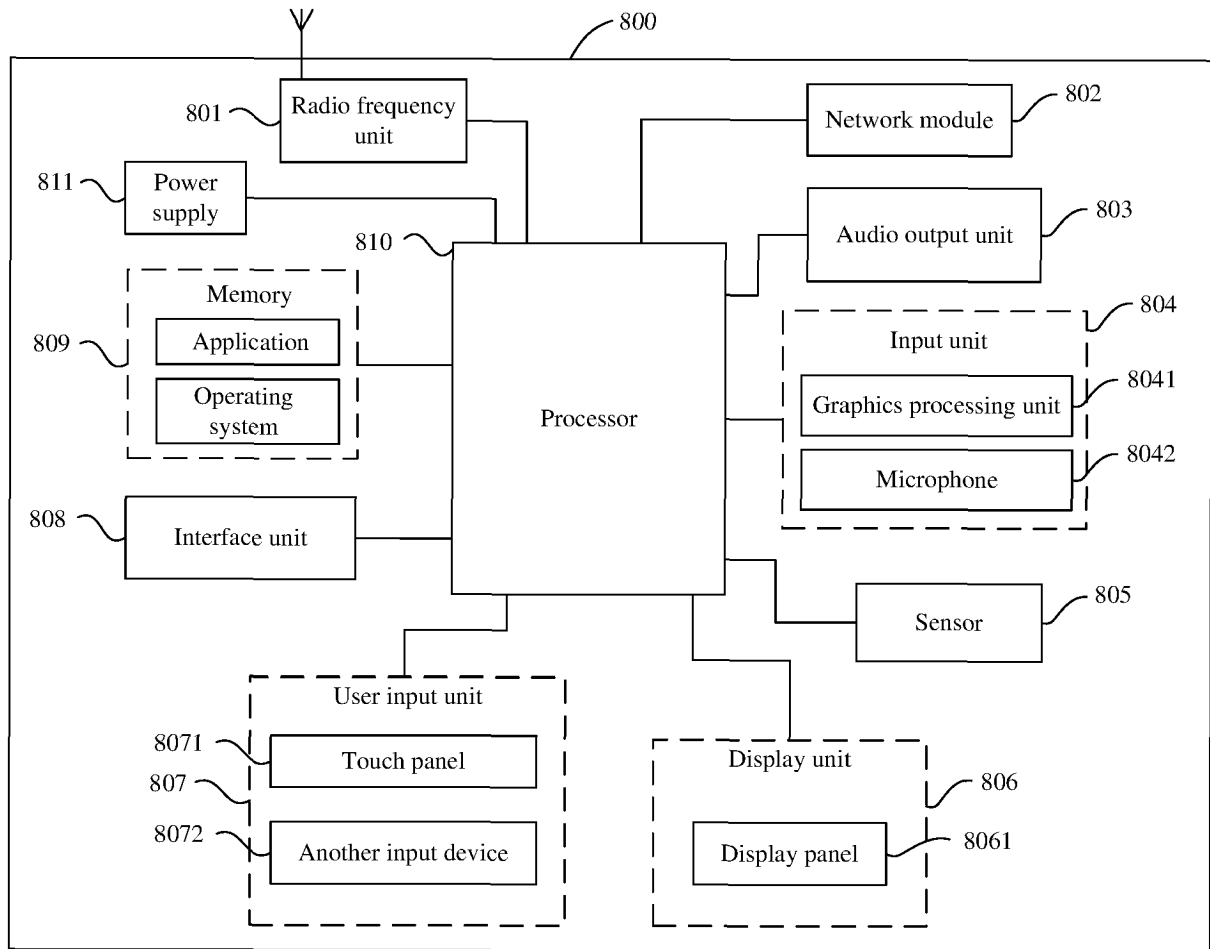 800
801
Radio frequency
unit
Network module
802
811
Power
supply
810
Audio output unit
803
Memory
Application
Operating
system
809
Processor
804
Input unit
Graphics processing unit
8041
Microphone
8042
808
Interface unit
Sensor
805
User input unit
8071
Touch panel
807
8072
Another input device
Display unit
806
Display panel
8061